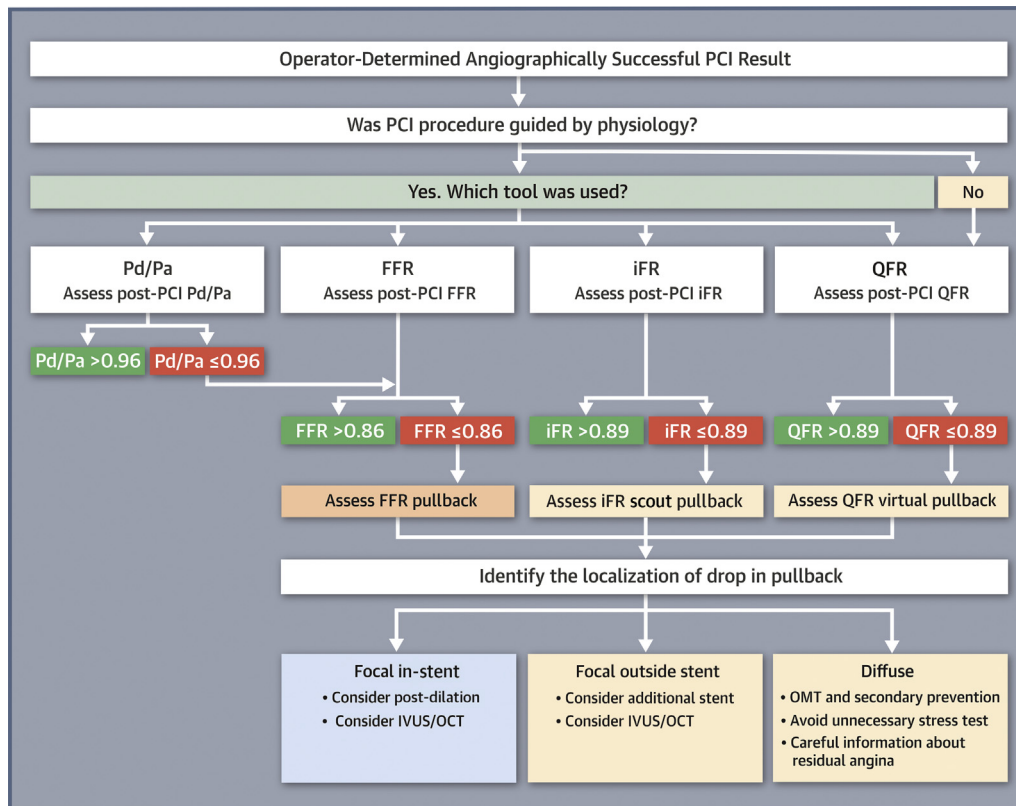 Operator-Determined Angiographically Successful PCI Result
Was PCI procedure guided by physiology?
Yes. Which tool was used?
No
Pd/Pa
Assess post-PCI Pd/Pa
FFR
Assess post-PCI FFR
iFR
Assess post-PCI iFR
QFR
Assess post-PCI QFR
Pd/Pa >0.96
Pd/Pa ≤0.96
FFR >0.86
FFR ≤0.86
iFR >0.89
iFR ≤0.89
QFR >0.89
QFR ≤0.89
Assess FFR pullback
Assess iFR scout pullback
Assess QFR virtual pullback
Identify the localization of drop in pullback
Focal in-stent
• Consider post-dilation
• Consider IVUS/OCT
Focal outside stent
• Consider additional stent
• Consider IVUS/OCT
Diffuse
• OMT and secondary prevention
• Avoid unnecessary stress test
• Careful information about
residual angina